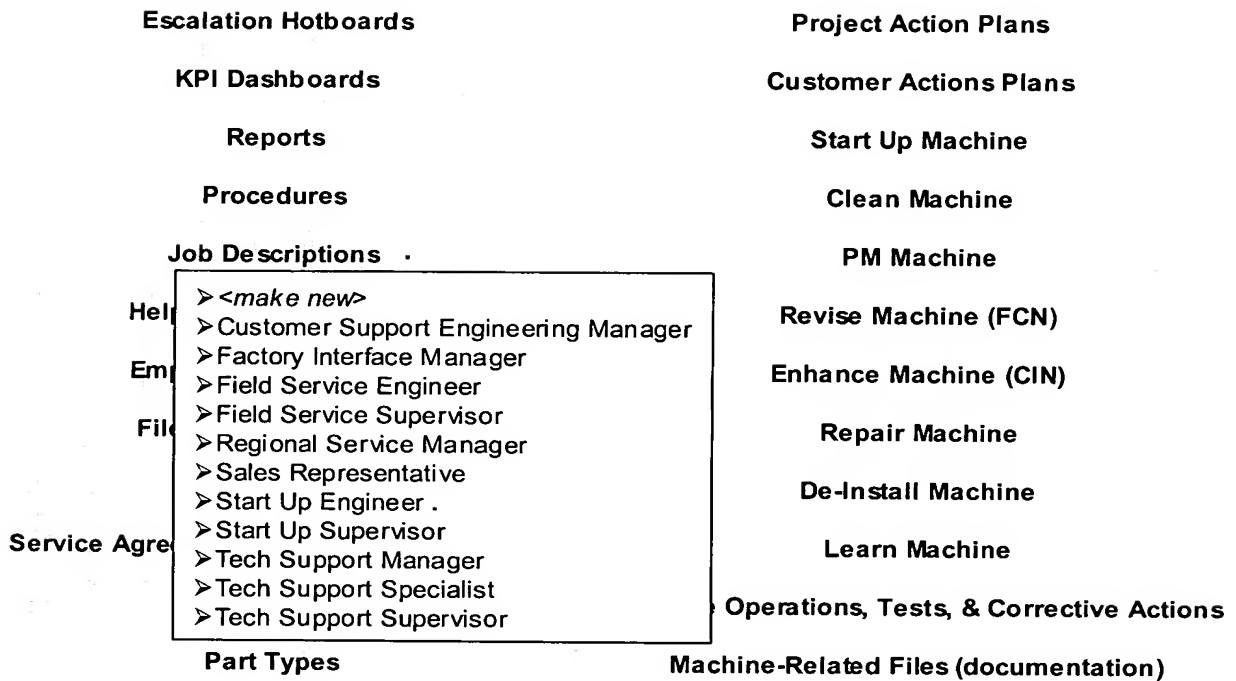 Escalation Hotboards
KPI Dashboards
Reports
Procedures
Job Descriptions
➢<make new>
➢Customer Support Engineering Manager
➢Factory Interface Manager
➢Field Service Engineer
➢Field Service Supervisor
➢Regional Service Manager
➢Sales Representative
➢Start Up Engineer .
➢Start Up Supervisor
➢Tech Support Manager
➢Tech Support Specialist
➢Tech Support Supervisor
Service
Part Types
Project Action Plans
Customer Actions Plans
Start Up Machine
Clean Machine
PM Machine
Revise Machine (FCN)
Enhance Machine (CIN)
Repair Machine
De-Install Machine
Learn Machine
Operations, Tests, & Corrective Actions
Machine-Related Files (documentation)